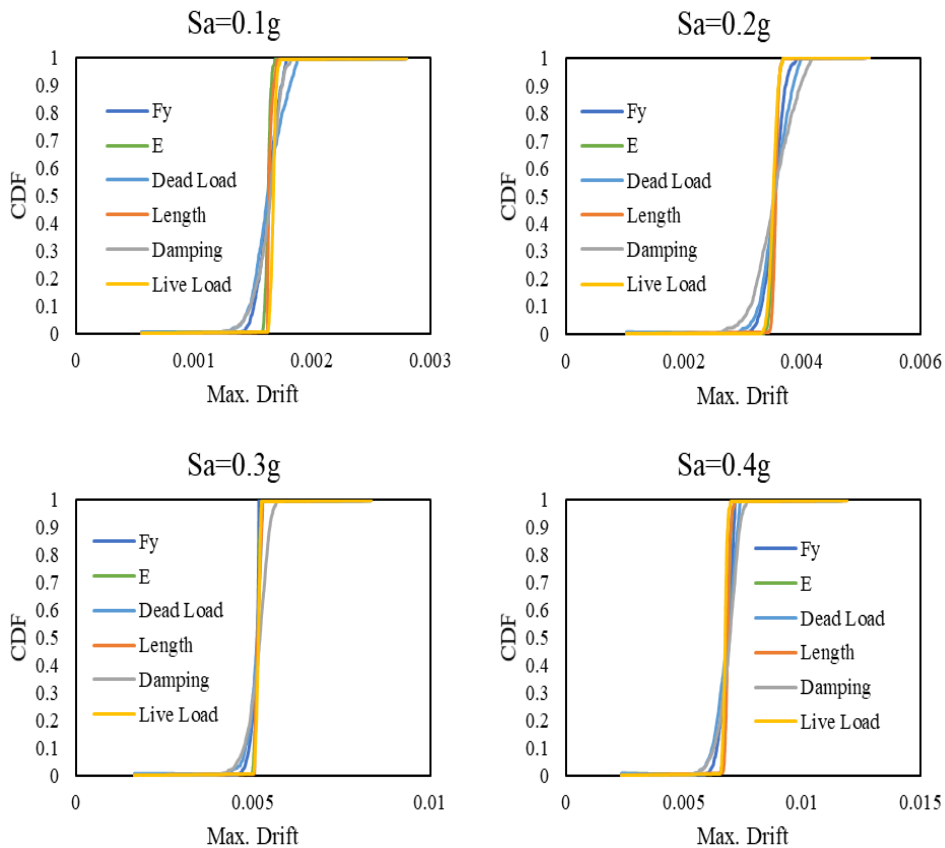 Sa=0.1g
1
0.9
0.8
0.7
0.6
0.5
0.4
0.3
0.2
0.1
0
CDF
Fy
E
Dead Load
Length
Damping
Live Load
0 0.001 0.002 0.003
Max. Drift
Sa=0.2g
1
0.9
0.8
0.7
0.6
0.5
0.4
0.3
0.2
0.1
0
CDF
Fy
E
Dead Load
Length
Damping
Live Load
0 0.002 0.004 0.006
Max. Drift
Sa=0.3g
1
0.9
0.8
0.7
0.6
0.5
0.4
0.3
0.2
0.1
0
CDF
Fy
E
Dead Load
Length
Damping
Live Load
0 0.005 0.01
Max. Drift
Sa=0.4g
1
0.9
0.8
0.7
0.6
0.5
0.4
0.3
0.2
0.1
0
CDF
Fy
E
Dead Load
Length
Damping
Live Load
0 0.005 0.01 0.015
Max. Drift